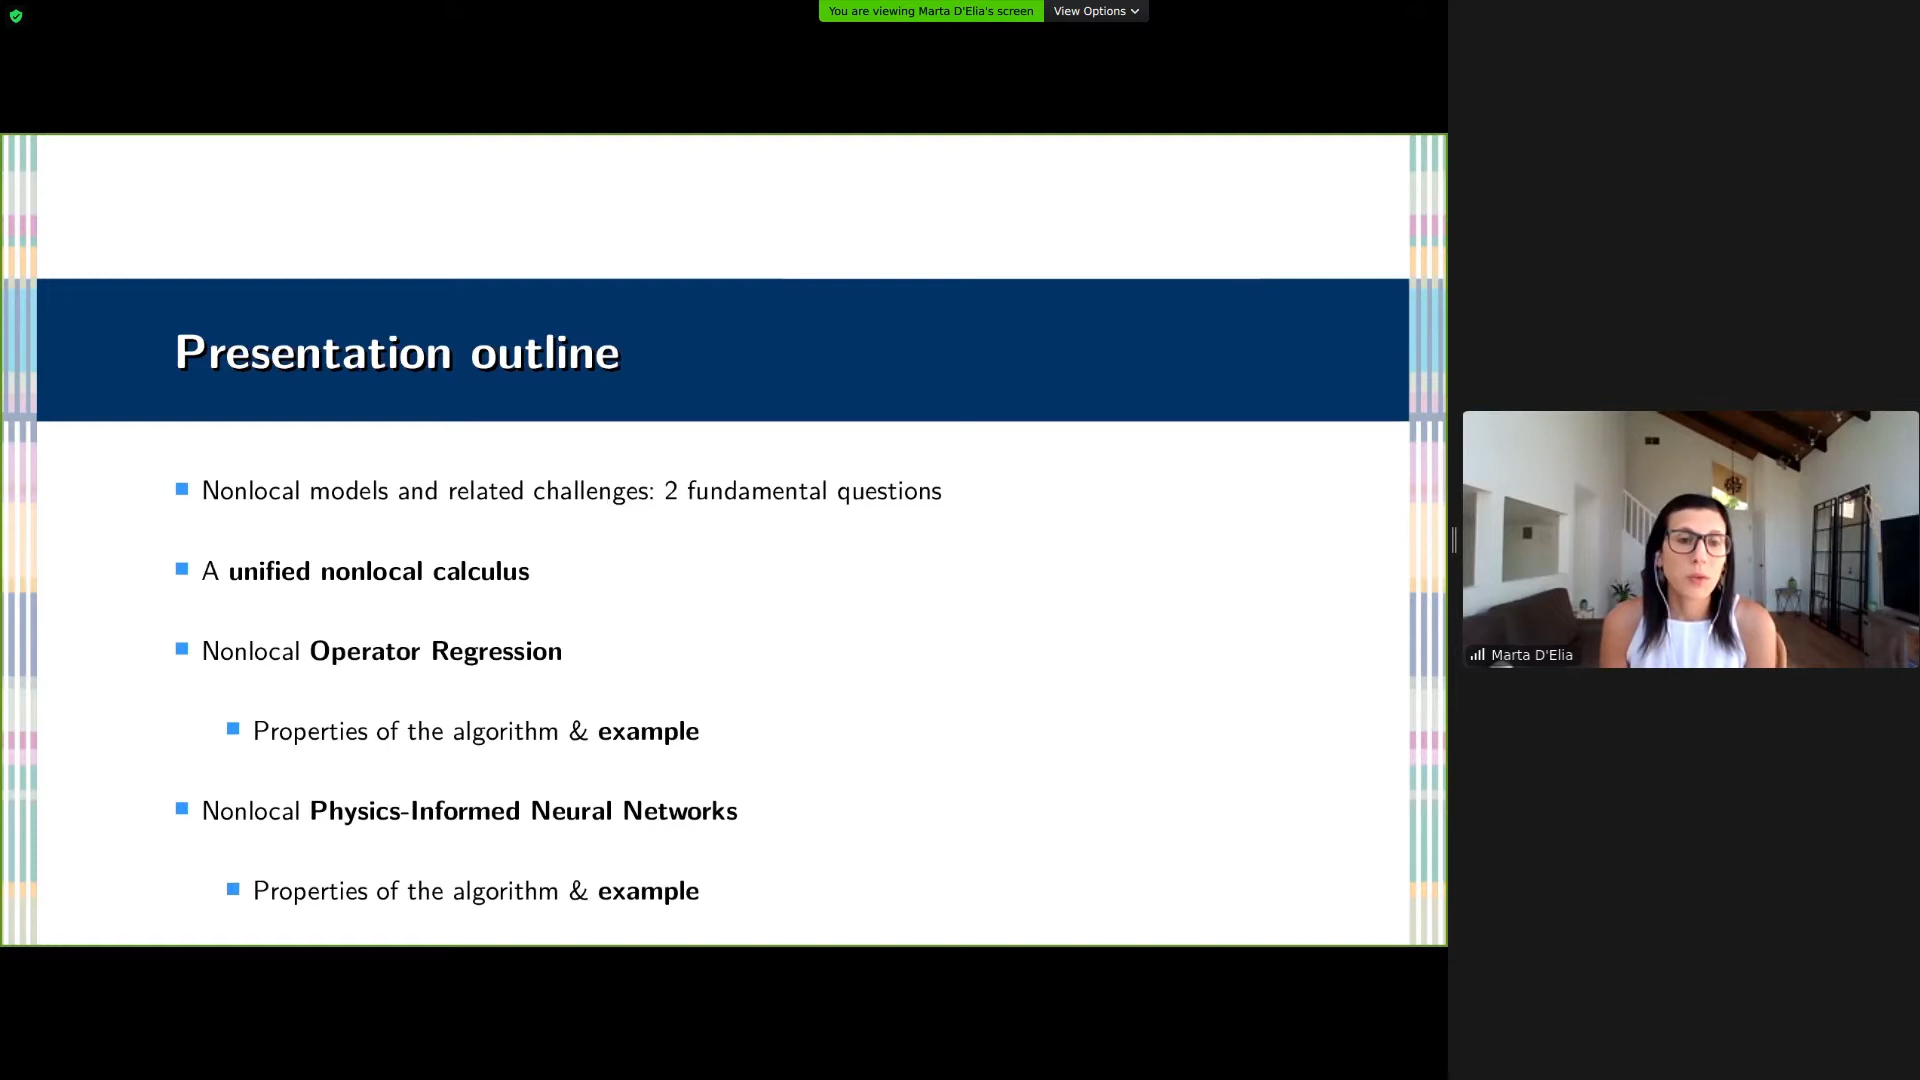 You are viewing Marta D'Elia's screen
View Options
Presentation outline
Nonlocal models and related challenges: 2 fundamental questions
A unified nonlocal calculus
Nonlocal Operator Regression
Properties of the algorithm & example
Nonlocal Physics-Informed Neural Networks
Properties of the algorithm & example
Marta D'Elia